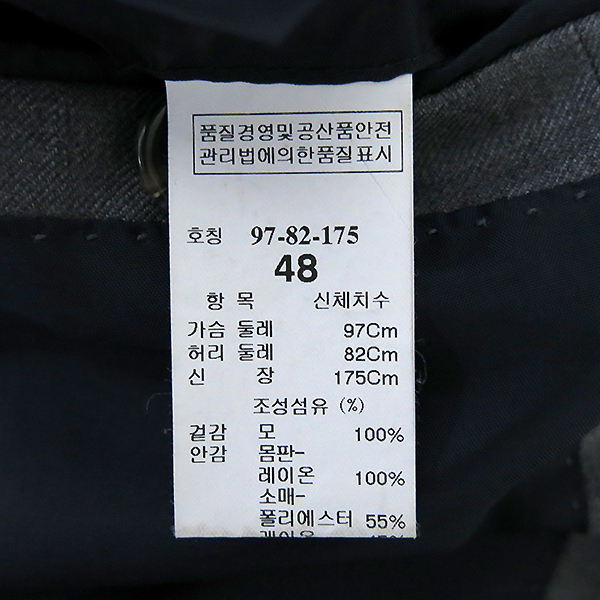 품질경영및공산품안전
관리법에의한품질표시
호칭 97-82-175
48
항 목 신체치수
가슴 둘레 97Cm
허리 둘레 82Cm
신 장 175Cm
조성섬유 (%)
겉감 모 100%
안감 몸판-
레이온 100%
소매-
폴리에스터 55%